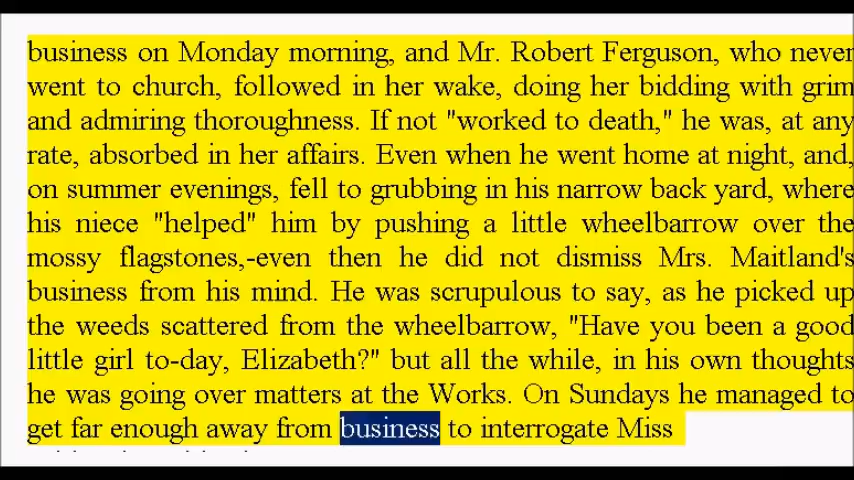 business on Monday morning, and Mr. Robert Ferguson, who never
went to church, followed in her wake, doing her bidding with grim
and admiring thoroughness. If not "worked to death," he was, at any
rate, absorbed in her affairs. Even when he went home at night, and,
on summer evenings, fell to grubbing in his narrow back yard, where
his niece "helped" him by pushing a little wheelbarrow over the
mossy flagstones,-even then he did not dismiss Mrs. Maitland's
business from his mind. He was scrupulous to say, as he picked up
the weeds scattered from the wheelbarrow, "Have you been a good
little girl to-day, Elizabeth?" but all the while, in his own thoughts
he was going over matters at the Works. On Sundays he managed to
get far enough away from business to interrogate Miss